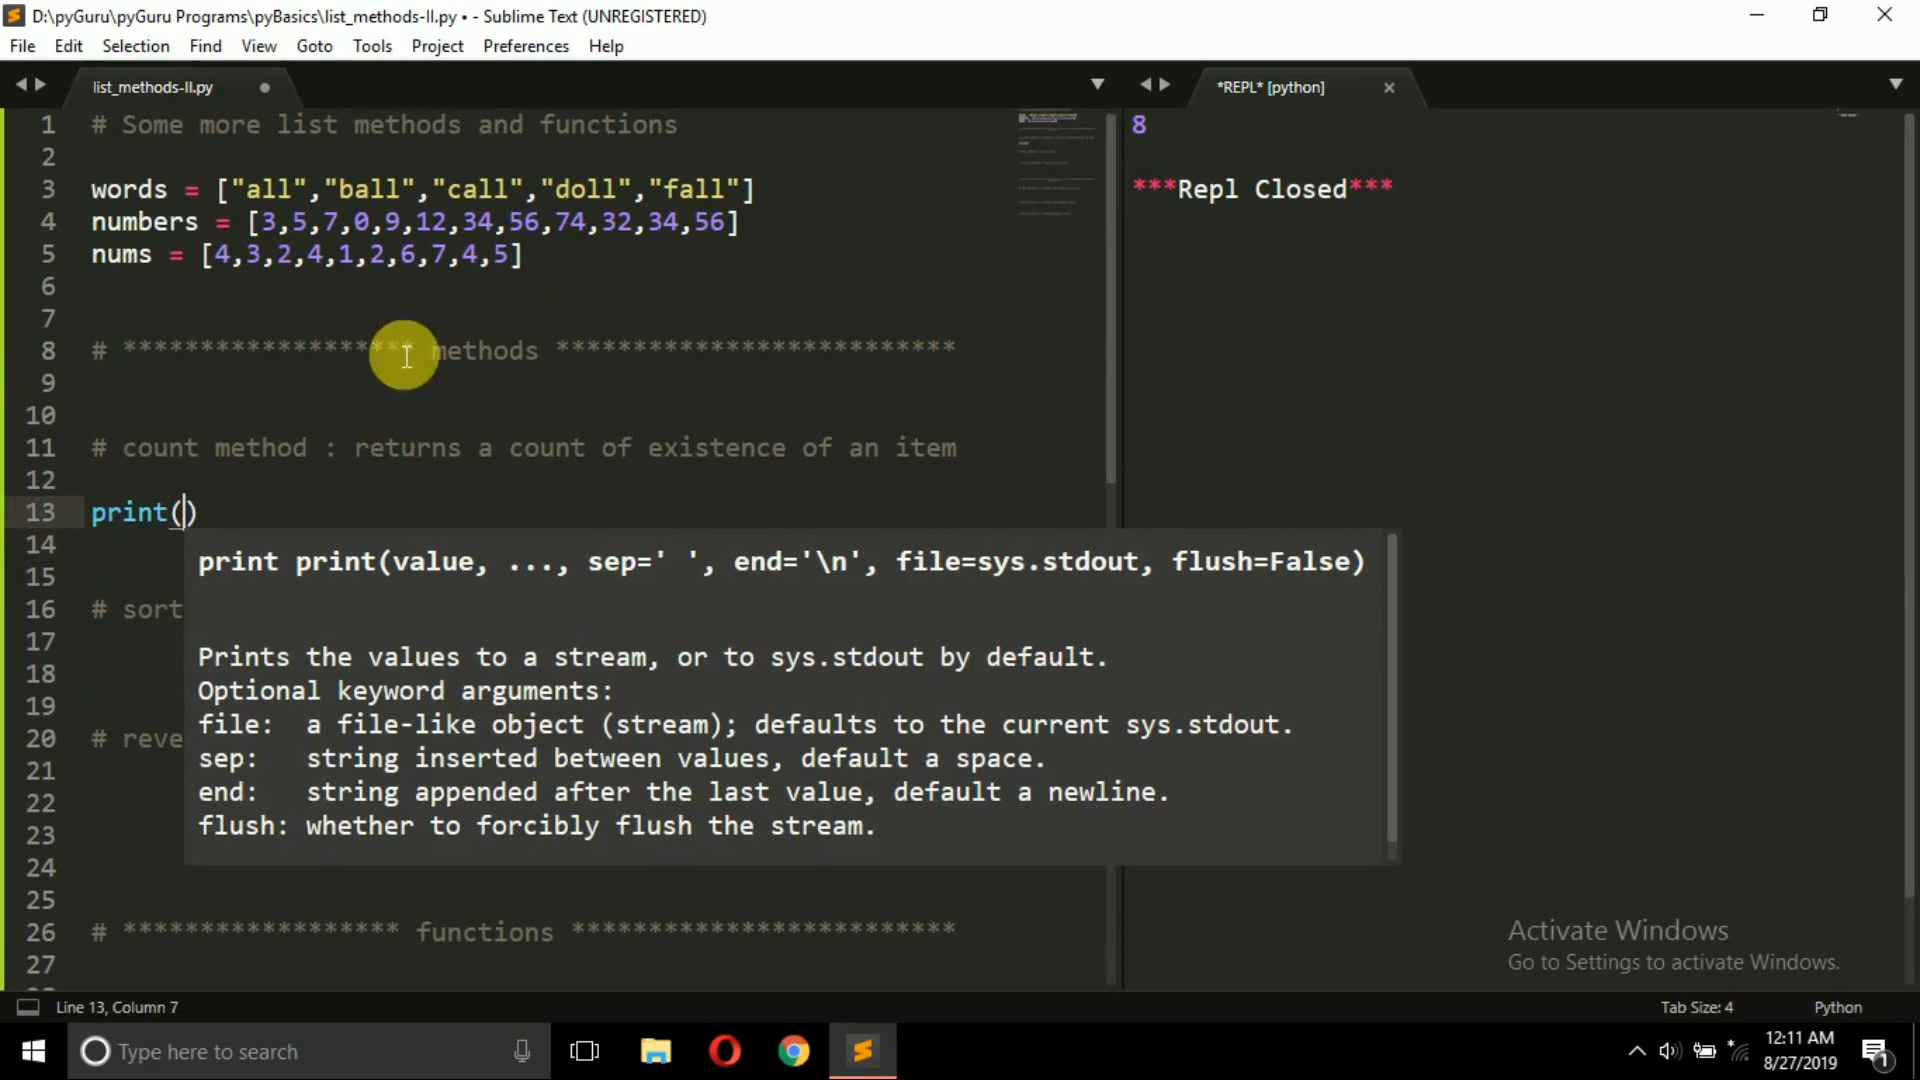 D:\pyGuru\pyGuru Programs\pyBasics\list_methods-II.py • - Sublime Text (UNREGISTERED)
File Edit Selection Find View Goto Tools Project Preferences Help
list_methods-II.py
*REPL* [python]
1 # Some more list methods and functions
2
3 words = ["all","ball","call","doll","fall"]
4 numbers = [3,5,7,0,9,12,34,56,74,32,34,56]
5 nums = [4,3,2,4,1,2,6,7,4,5]
6
7
8 # ******************* methods **************************
9
10
11 # count method : returns a count of existence of an item
12
13 print()
14
15
16 # sort
17
18
19
20 # reve
21
22
23
24
25
26 # ****************** functions *************************
27
print print(value, ..., sep=' ', end='\n', file=sys.stdout, flush=False)
Prints the values to a stream, or to sys.stdout by default.
Optional keyword arguments:
file: a file-like object (stream); defaults to the current sys.stdout.
sep: string inserted between values, default a space.
end: string appended after the last value, default a newline.
flush: whether to forcibly flush the stream.
8
***Repl Closed***
Activate Windows
Go to Settings to activate Windows.
Line 13, Column 7
Tab Size: 4
Python
Type here to search
12:11 AM
8/27/2019
1